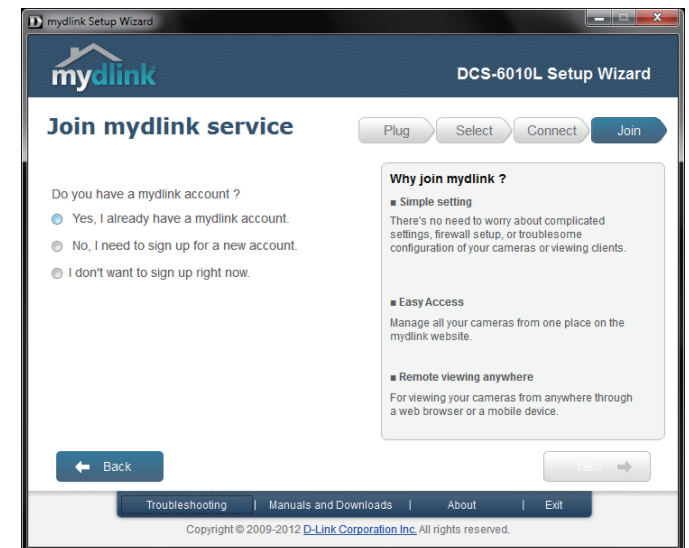 mydlink Setup Wizard
mydlink
DCS-6010L Setup Wizard
Join mydlink service
Plug
Select
Connect
Join
Do you have a mydlink account ?
Yes, I already have a mydlink account.
No, I need to sign up for a new account.
I don't want to sign up right now.
Why join mydlink ?
■ Simple setting
There's no need to worry about complicated
settings, firewall setup, or troublesome
configuration of your cameras or viewing clients.
■ Easy Access
Manage all your cameras from one place on the
mydlink website.
■ Remote viewing anywhere
For viewing your cameras from anywhere through
a web browser or a mobile device.
Back
Next
Troubleshooting | Manuals and Downloads | About | Exit
Copyright © 2009-2012 D-Link Corporation Inc. All rights reserved.